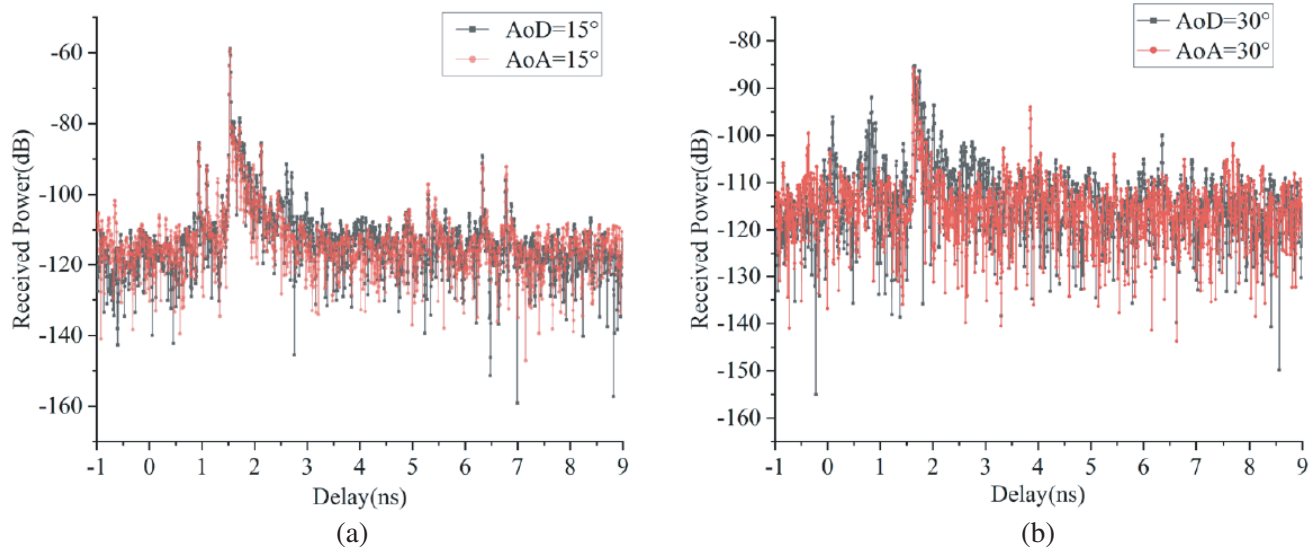 AoD=15°
AoA=15°
Received Power(dB)
-60
-80
-100
-120
-140
-160
-1 0 1 2 3 4 5 6 7 8 9
Delay(ns)
(a)
AoD=30°
AoA=30°
Received Power(dB)
-80
-90
-100
-110
-120
-130
-140
-150
-160
-1 0 1 2 3 4 5 6 7 8 9
Delay(ns)
(b)